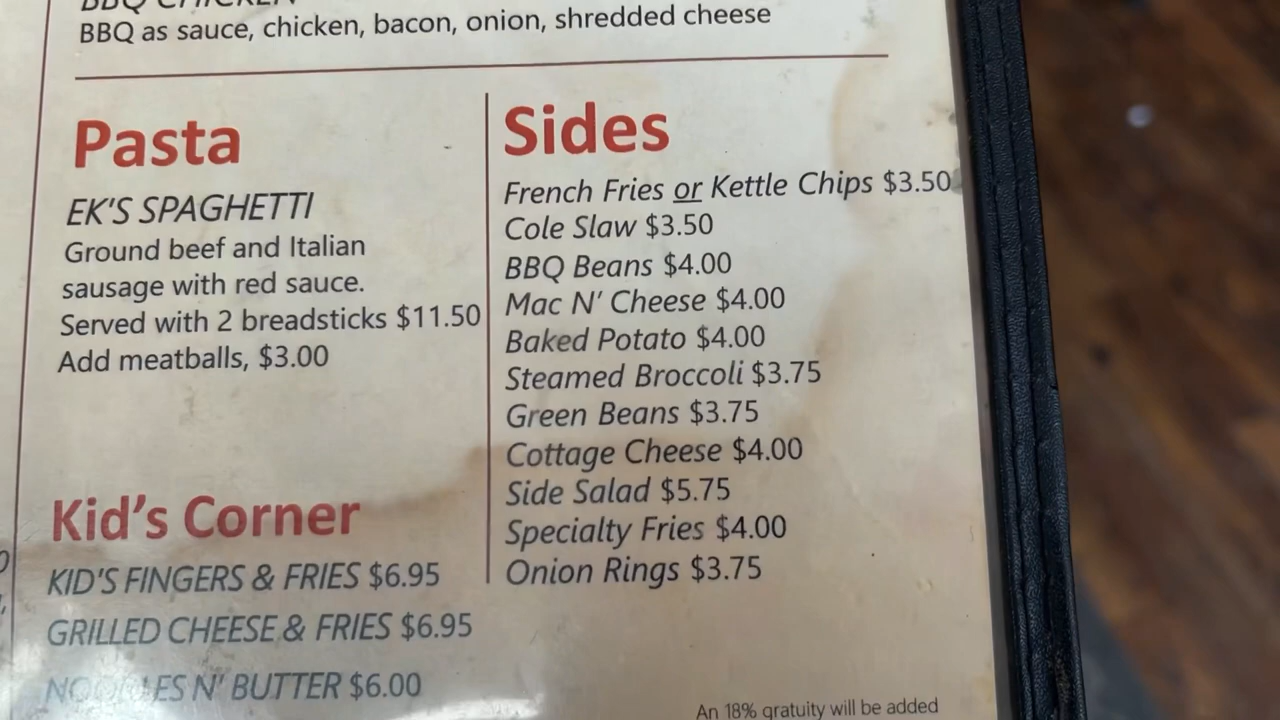 BBQ CHICKEN
BBQ as sauce, chicken, bacon, onion, shredded cheese
Pasta
EK'S SPAGHETTI
Ground beef and Italian
sausage with red sauce.
Served with 2 breadsticks $11.50
Add meatballs, $3.00
Kid's Corner
KID'S FINGERS & FRIES $6.95
GRILLED CHEESE & FRIES $6.95
NOODLES N' BUTTER $6.00
Sides
French Fries or Kettle Chips $3.50
Cole Slaw $3.50
BBQ Beans $4.00
Mac N' Cheese $4.00
Baked Potato $4.00
Steamed Broccoli $3.75
Green Beans $3.75
Cottage Cheese $4.00
Side Salad $5.75
Specialty Fries $4.00
Onion Rings $3.75
An 18% gratuity will be added